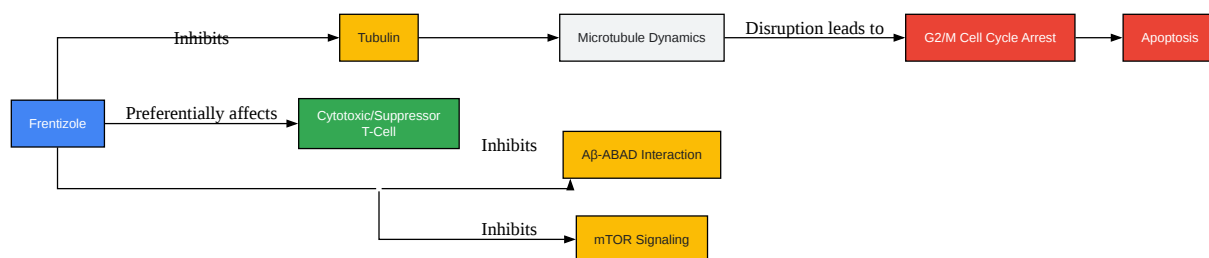 Inhibits
Tubulin
Microtubule Dynamics
Disruption leads to
G2/M Cell Cycle Arrest
Apoptosis
Frentizole
Preferentially affects
Cytotoxic/Suppressor
T-Cell
Inhibits
Aβ-ABAD Interaction
Inhibits
mTOR Signaling